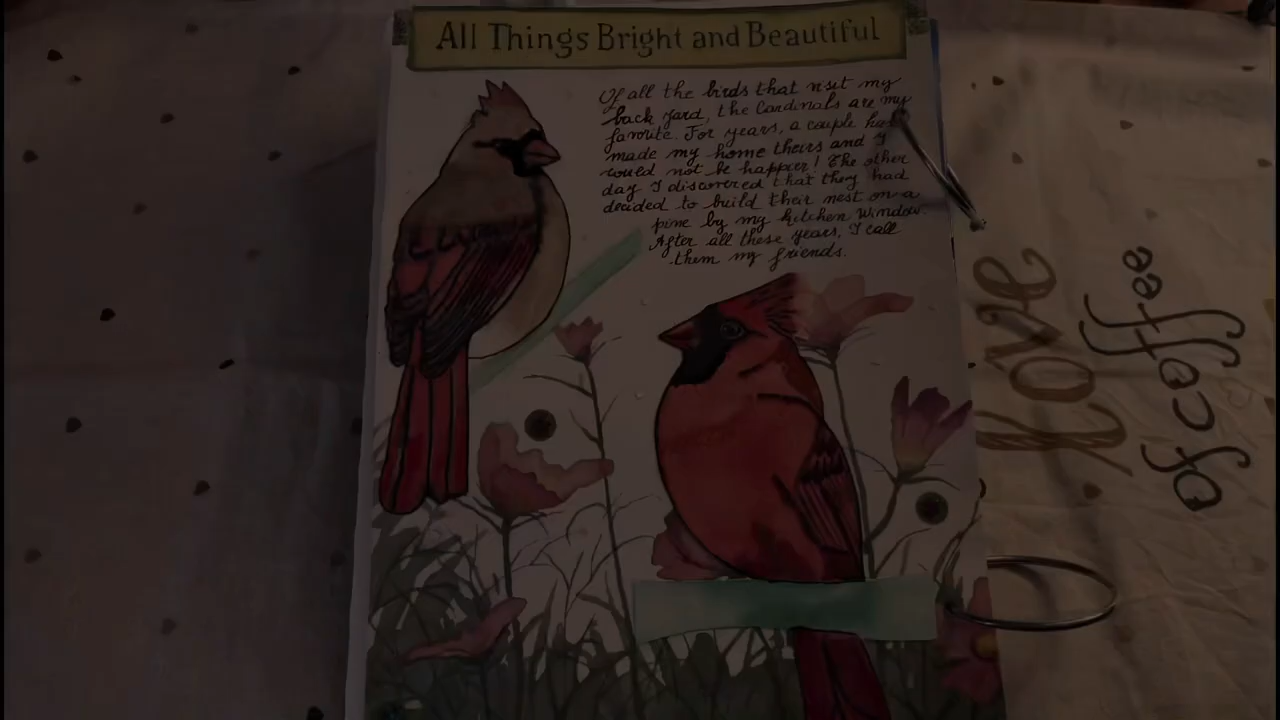 All Things Bright and Beautiful
Of all the birds that visit my
back yard, the Cardinals are my
favorite. For years, a couple has
made my home theirs and I
would not be happier! The other
day I discovered that they had
decided to build their nest on a
pine by my kitchen window.
After all these years, I call
them my friends.
love
of coffee